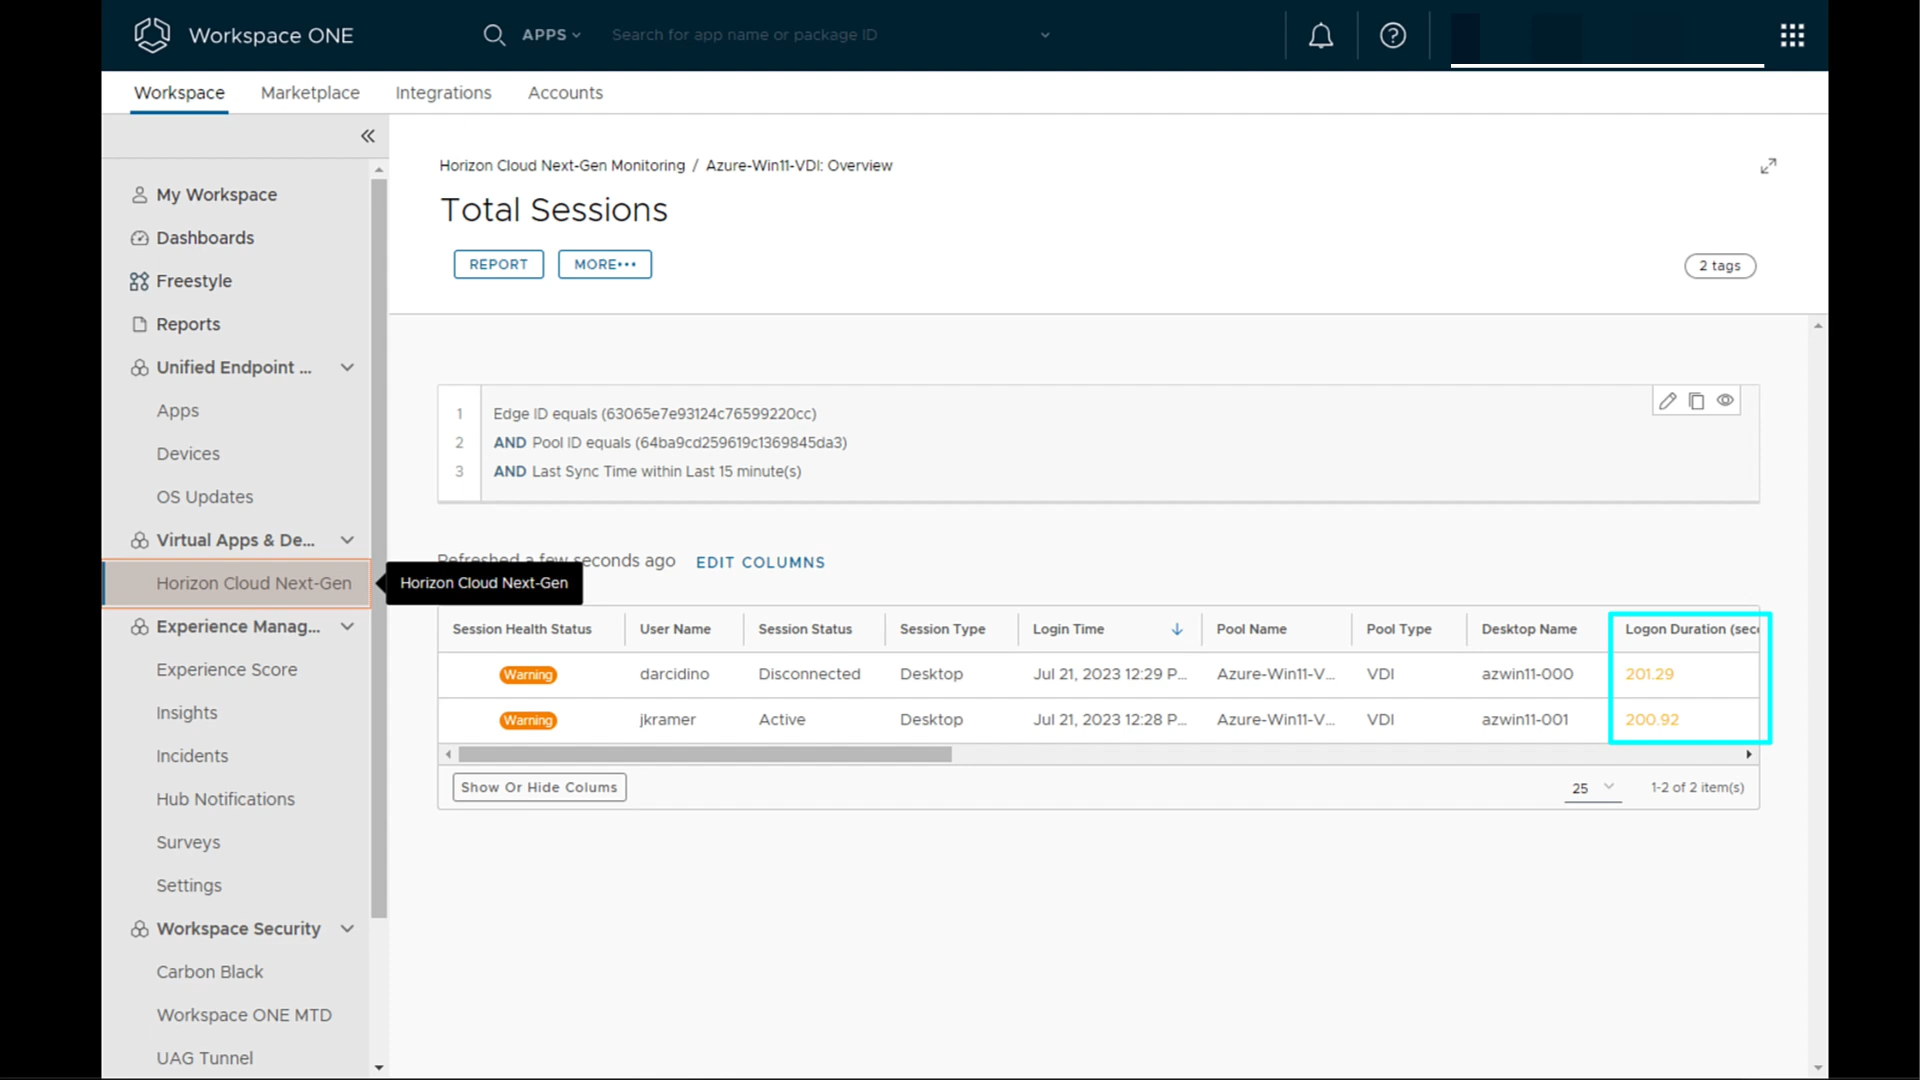 Workspace ONE
APPS
Search for app name or package ID
Workspace
Marketplace
Integrations
Accounts
My Workspace
Dashboards
Freestyle
Reports
Unified Endpoint ...
Apps
Devices
OS Updates
Virtual Apps & De...
Horizon Cloud Next-Gen
Experience Manag...
Experience Score
Insights
Incidents
Hub Notifications
Surveys
Settings
Workspace Security
Carbon Black
Workspace ONE MTD
UAG Tunnel
Horizon Cloud Next-Gen
Horizon Cloud Next-Gen Monitoring / Azure-Win11-VDI: Overview
Total Sessions
REPORT
MORE•••
2 tags
1 Edge ID equals (63065e7e93124c76599220cc)
2 AND Pool ID equals (64ba9cd259619c1369845da3)
3 AND Last Sync Time within Last 15 minute(s)
Refreshed a few seconds ago EDIT COLUMNS
Session Health Status User Name Session Status Session Type Login Time Pool Name Pool Type Desktop Name Logon Duration (sec
Warning darcidino Disconnected Desktop Jul 21, 2023 12:29 P... Azure-Win11-V... VDI azwin11-000 201.29
Warning jkramer Active Desktop Jul 21, 2023 12:28 P... Azure-Win11-V... VDI azwin11-001 200.92
Show Or Hide Colums
25
1-2 of 2 item(s)